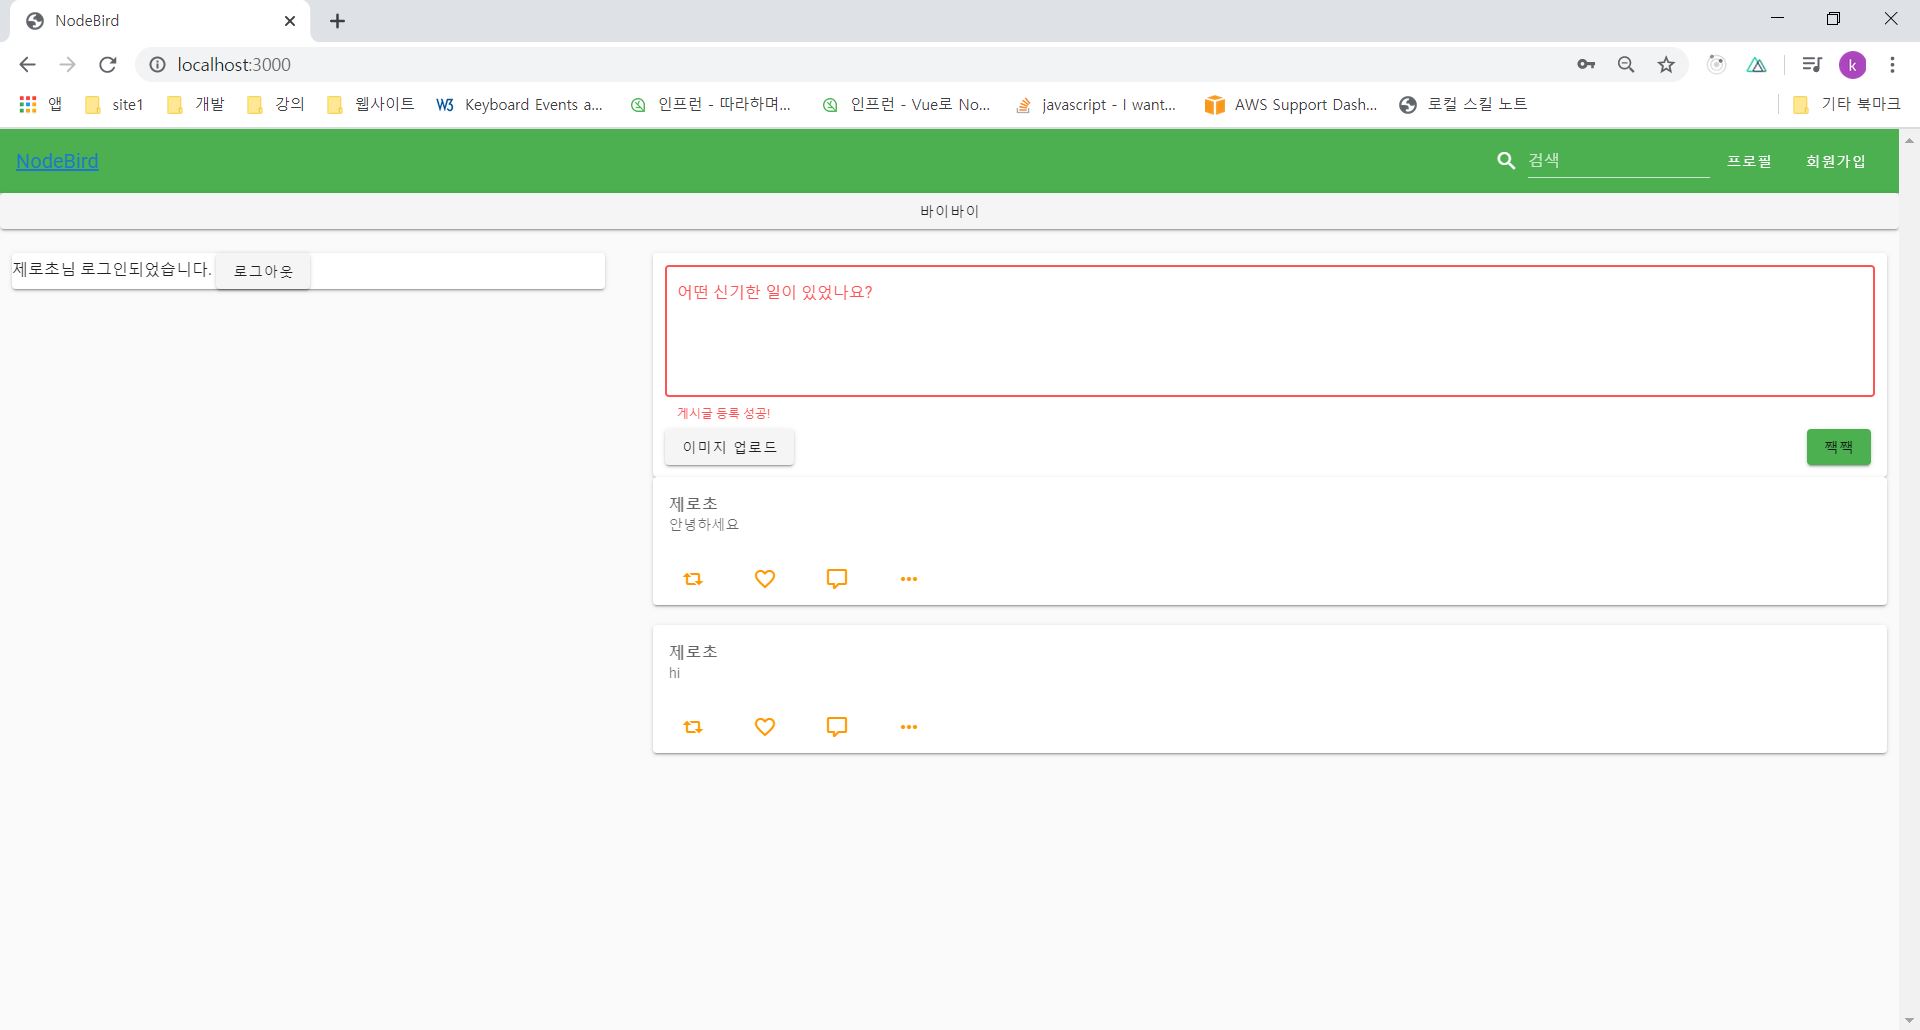 NodeBird
localhost:3000
k
앱 site1 개발 강의 웹사이트 W3 Keyboard Events a... 인프런 - 따라하며... 인프런 - Vue로 No... javascript - I want... AWS Support Dash... 로컬 스킬 노트 기타 북마크
NodeBird 검색 프로필 회원가입
바이바이
제로초님 로그인되었습니다. 로그아웃
어떤 신기한 일이 있었나요?
게시글 등록 성공!
이미지 업로드 짹짹
제로초
안녕하세요
제로초
hi